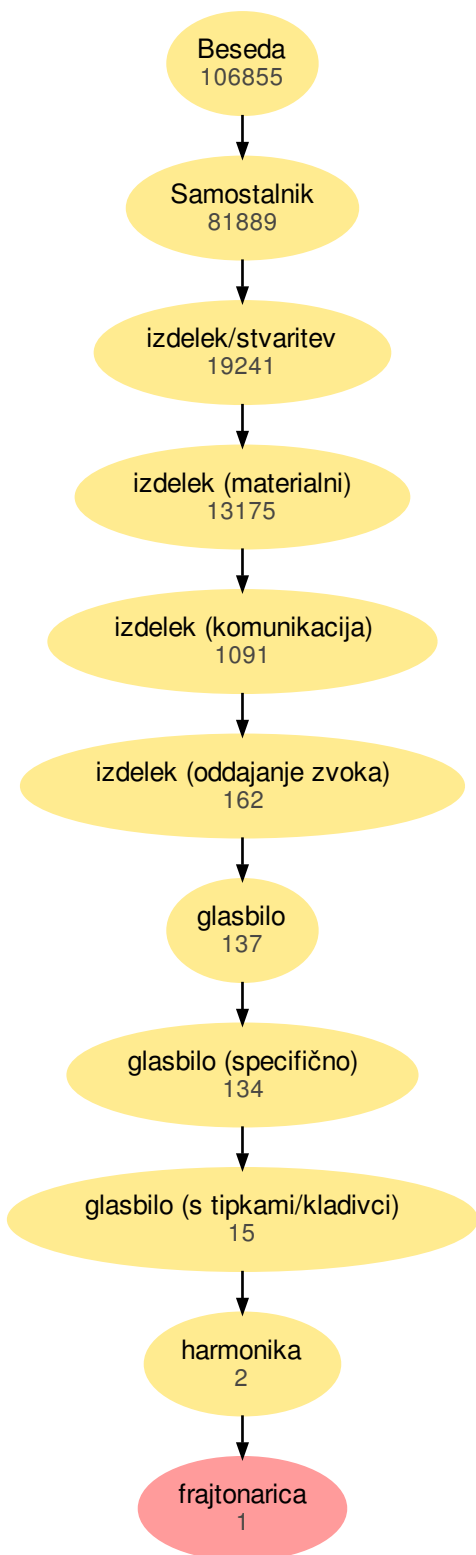 Beseda
106855
Samostalnik
81889
izdelek/stvaritev
19241
izdelek (materialni)
13175
izdelek (komunikacija)
1091
izdelek (oddajanje zvoka)
162
glasbilo
137
glasbilo (specifično)
134
glasbilo (s tipkami/kladivci)
15
harmonika
2
frajtonarica
1